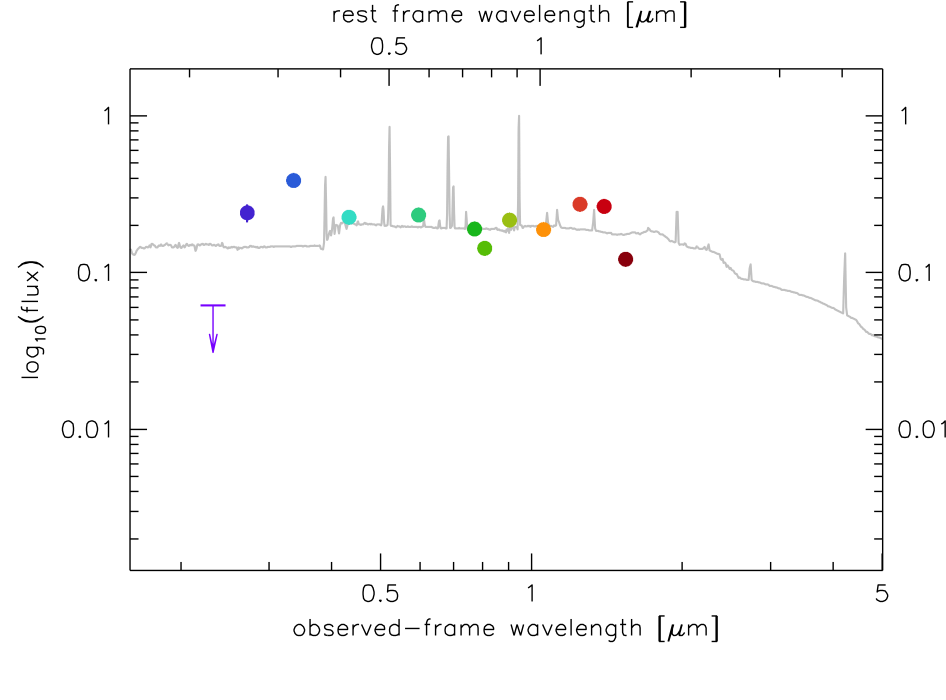 rest frame wavelength [μm]
0.5 1
1 1
0.1 0.1
log10(flux)
0.01 0.01
0.5 1 5
observed-frame wavelength [μm]